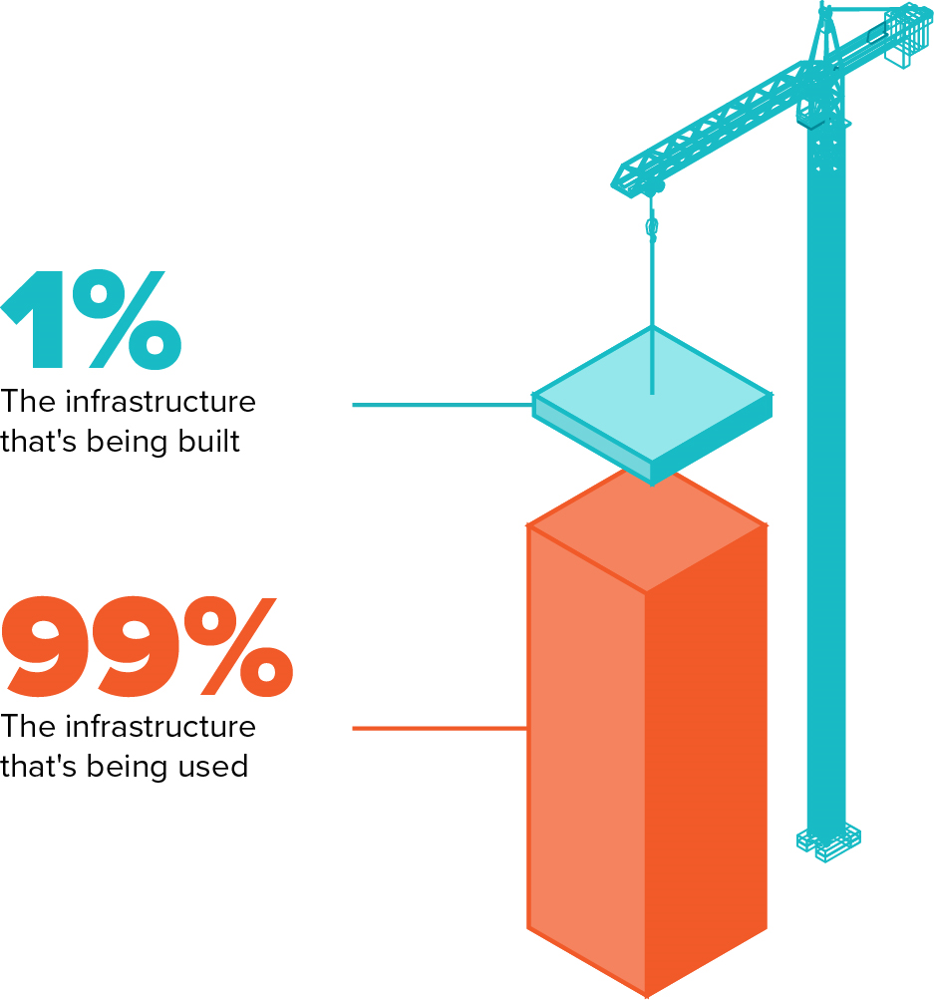 1%
The infrastructure
that's being built
99%
The infrastructure
that's being used